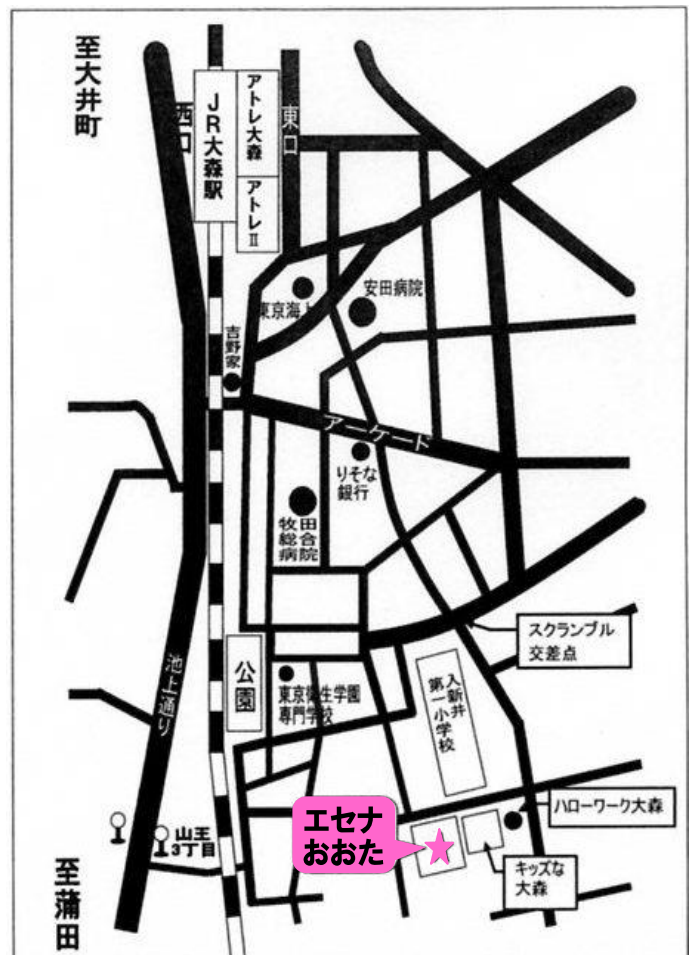 至大井町
西口
JR大森駅
アトレ大森
アトレⅡ
東口
東京海上
安田病院
吉野家
アーケード
りそな
銀行
牧田
総合
病院
スクランブル
交差点
池上通り
公園
東京衛生学園
専門学校
入新井
第一小学校
ハローワーク大森
エセナ
おおた
キッズな
大森
山王
3丁目
至蒲田